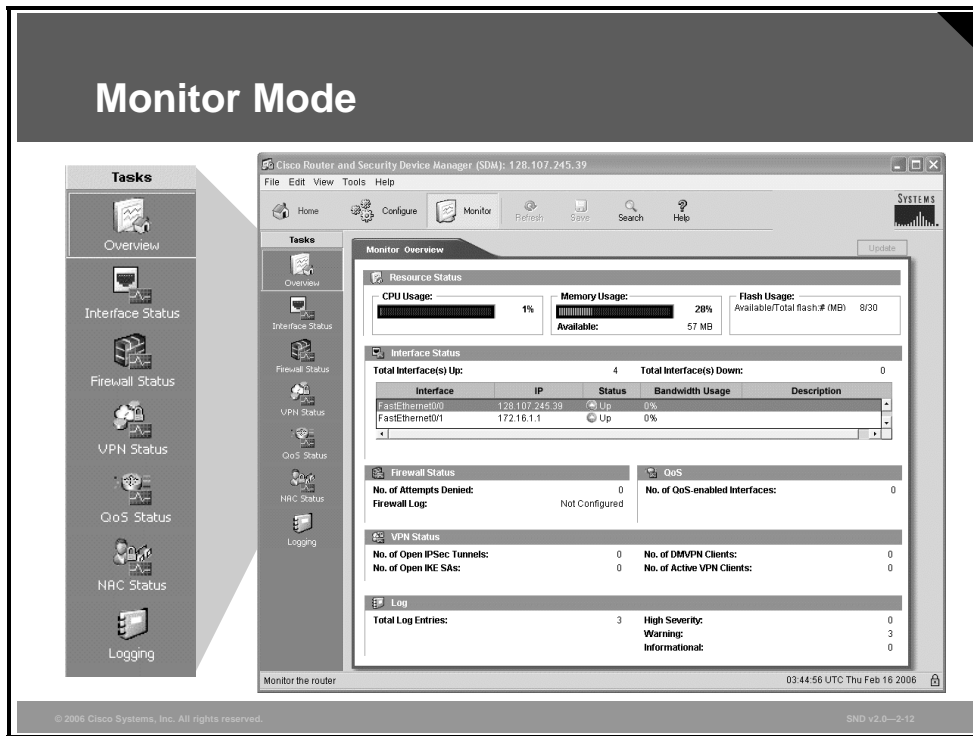 Monitor Mode
Tasks
Overview
Interface Status
Firewall Status
VPN Status
QoS Status
NAC Status
Logging
Cisco Router and Security Device Manager (SDM): 128.107.245.39
File Edit View Tools Help
Home Configure Monitor Refresh Save Search Help
SYSTEMS
Tasks
Overview
Interface Status
Firewall Status
VPN Status
QoS Status
NAC Status
Logging
Monitor Overview Update
Resource Status
CPU Usage: 1% Memory Usage: 28% Flash Usage:
Available/Total flash:# (MB) 8/30
Available: 57 MB
Interface Status
Total Interface(s) Up: 4 Total Interface(s) Down: 0
Interface IP Status Bandwidth Usage Description
FastEthernet0/0 128.107.245.39 Up 0%
FastEthernet0/1 172.16.1.1 Up 0%
Firewall Status QoS
No. of Attempts Denied: 0 No. of QoS-enabled Interfaces: 0
Firewall Log: Not Configured
VPN Status
No. of Open IPSec Tunnels: 0 No. of DMVPN Clients: 0
No. of Open IKE SAs: 0 No. of Active VPN Clients: 0
Log
Total Log Entries: 3 High Severity: 0
Warning: 3
Informational: 0
Monitor the router 03:44:56 UTC Thu Feb 16 2006
© 2006 Cisco Systems, Inc. All rights reserved. SND v2.0—2-12